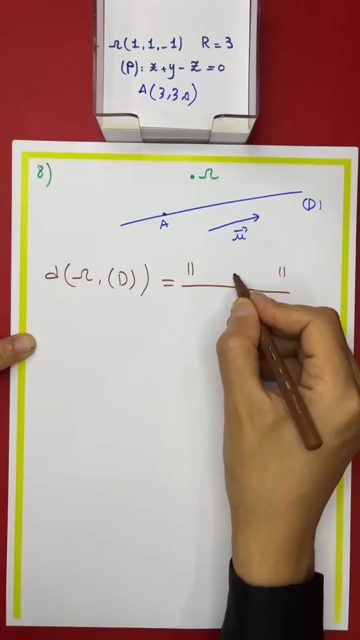 Ω(1,1,-1) R=3
(P): x+y-z=0
A(3,3,1)
8)
.Ω
(D)
A
u⃗
d(Ω,(D)) = ‖ ‖